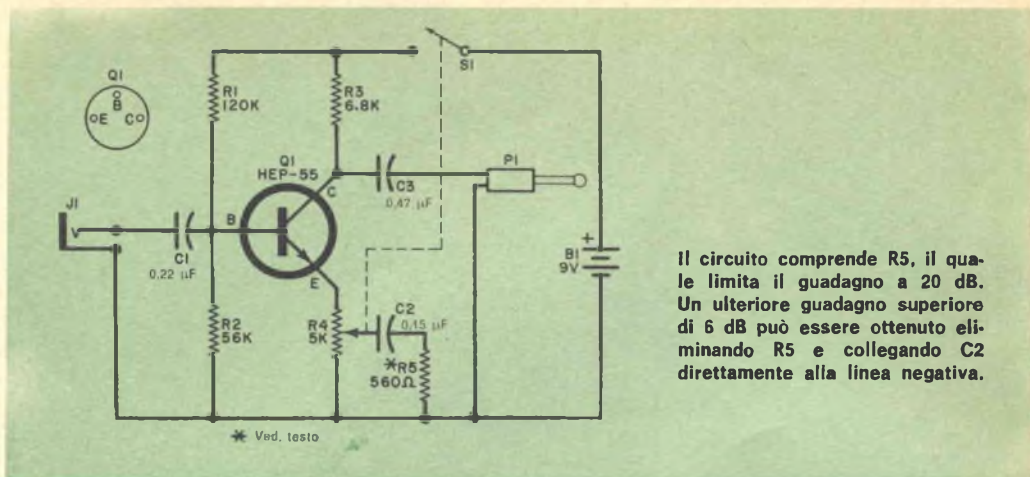 Q1
B
E
C
R1
120K
R3
6.8K
S1
Q1
HEP-55
C
B
E
P1
C3
0,47 µF
J1
C1
0,22 µF
+
B1
9V
R2
56K
R4
5K
C2
0,15 µF
*R5
560Ω
* Ved. testo
Il circuito comprende R5, il qua-
le limita il guadagno a 20 dB.
Un ulteriore guadagno superiore
di 6 dB può essere ottenuto eli-
minando R5 e collegando C2
direttamente alla linea negativa.